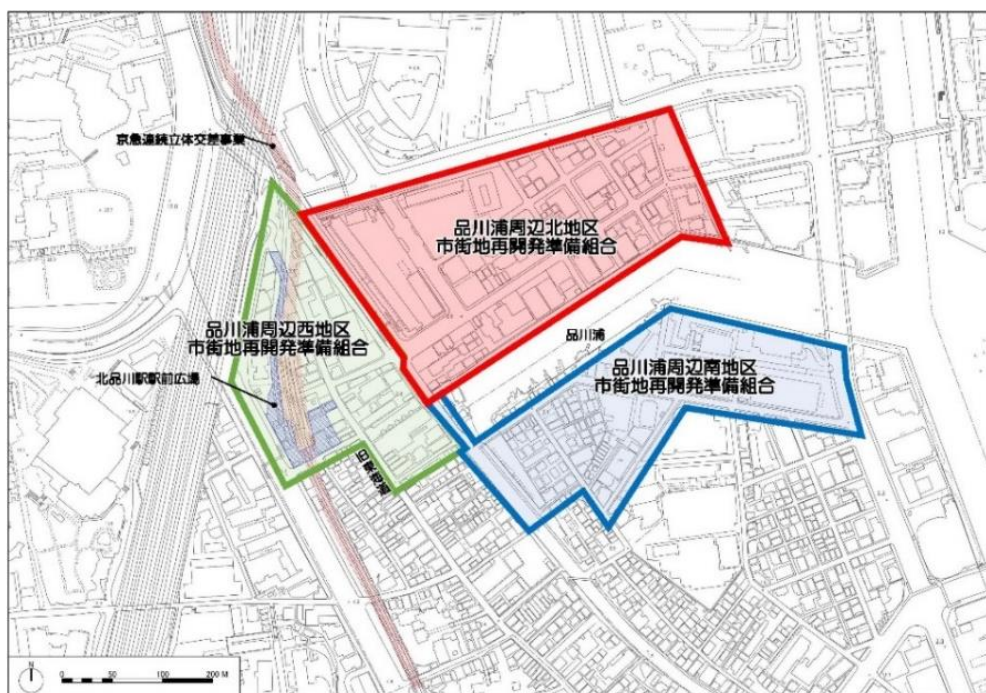 京急連続立体交差事業
品川浦周辺北地区
市街地再開発準備組合
品川浦周辺西地区
市街地再開発準備組合
品川浦
品川浦周辺南地区
市街地再開発準備組合
北品川駅駅前広場
旧東海道
N
0 50 100 200 M